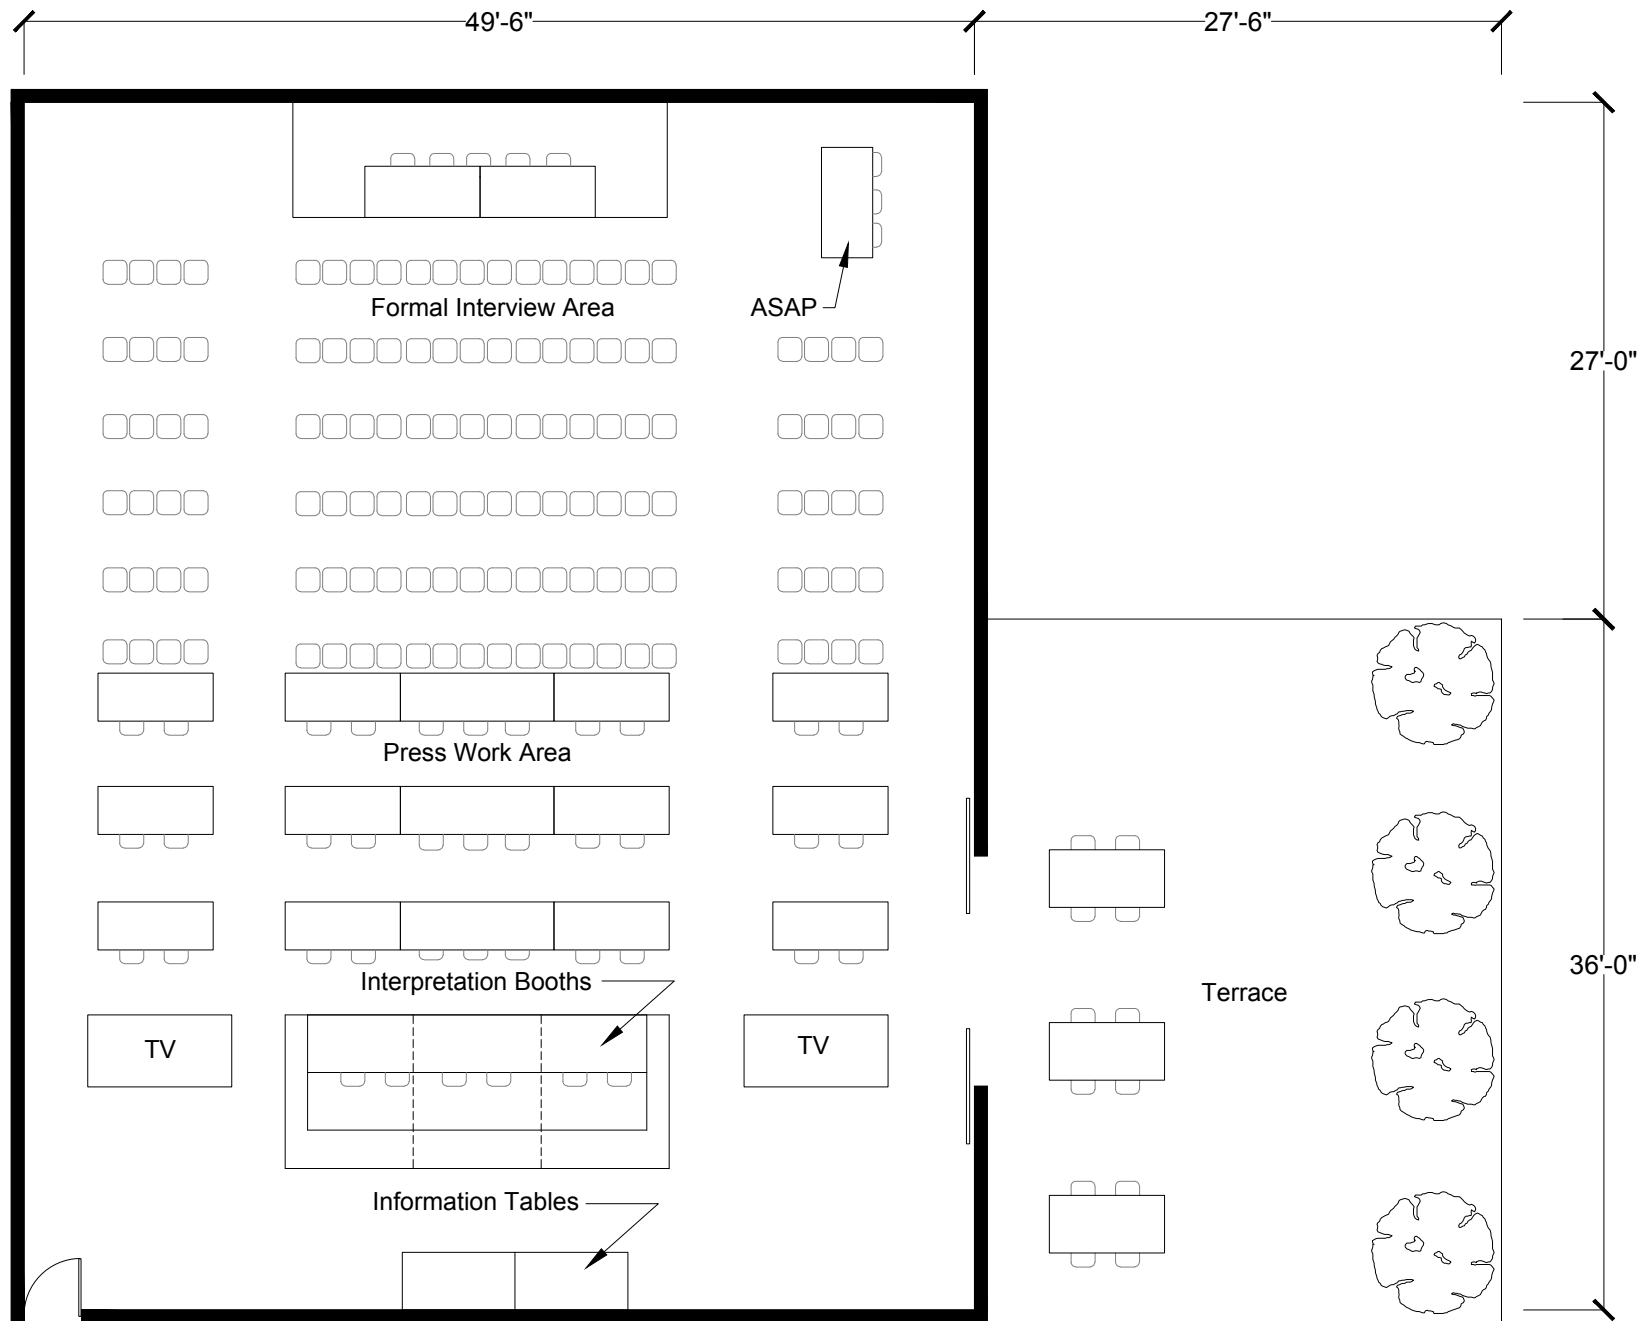 49'-6"
27'-6"
Formal Interview Area
ASAP
27'-0"
Press Work Area
36'-0"
Interpretation Booths
Terrace
TV
TV
Information Tables